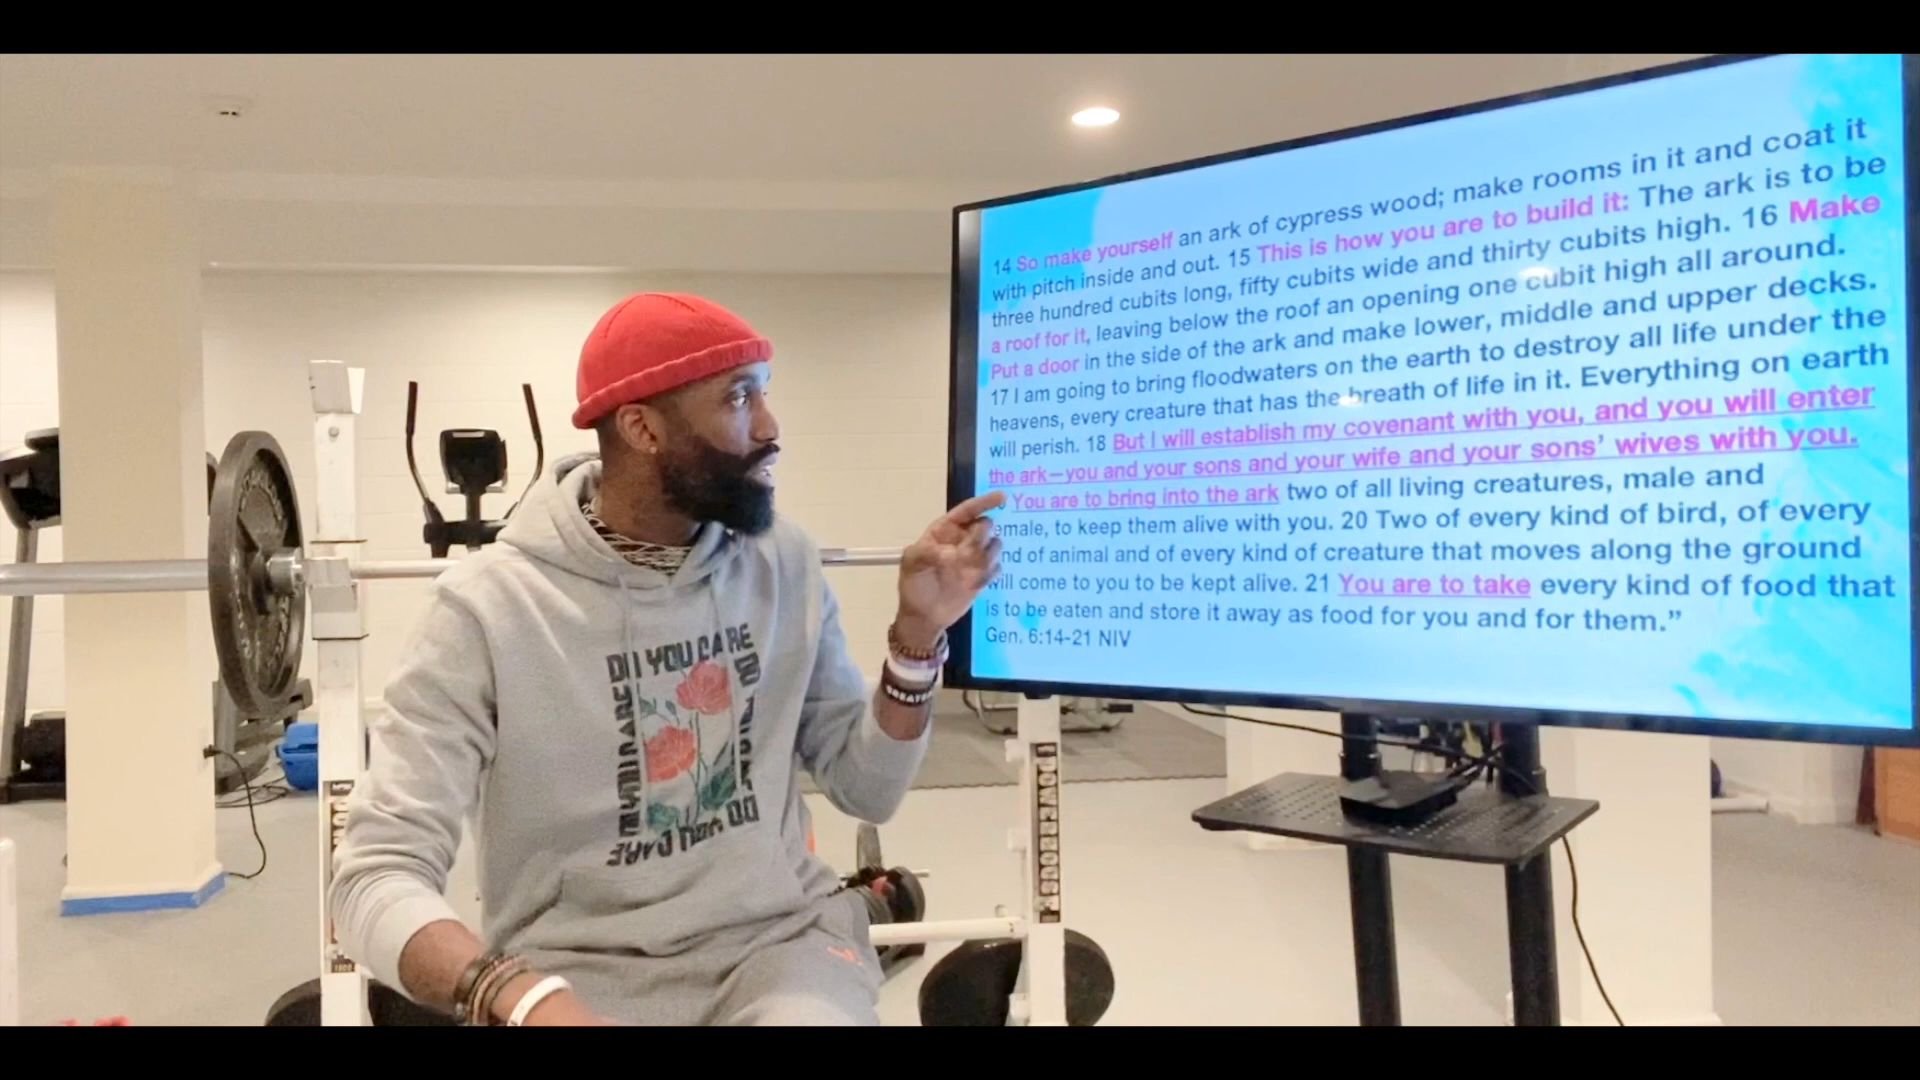 14 So make yourself an ark of cypress wood; make rooms in it and coat it
with pitch inside and out. 15 This is how you are to build it: The ark is to be
three hundred cubits long, fifty cubits wide and thirty cubits high. 16 Make
a roof for it, leaving below the roof an opening one cubit high all around.
Put a door in the side of the ark and make lower, middle and upper decks.
17 I am going to bring floodwaters on the earth to destroy all life under the
heavens, every creature that has the breath of life in it. Everything on earth
will perish. 18 But I will establish my covenant with you, and you will enter
the ark—you and your sons and your wife and your sons’ wives with you.
You are to bring into the ark two of all living creatures, male and
emale, to keep them alive with you. 20 Two of every kind of bird, of every
nd of animal and of every kind of creature that moves along the ground
will come to you to be kept alive. 21 You are to take every kind of food that
is to be eaten and store it away as food for you and for them.”
Gen. 6:14-21 NIV
DO YOU CARE
DO YOU CARE